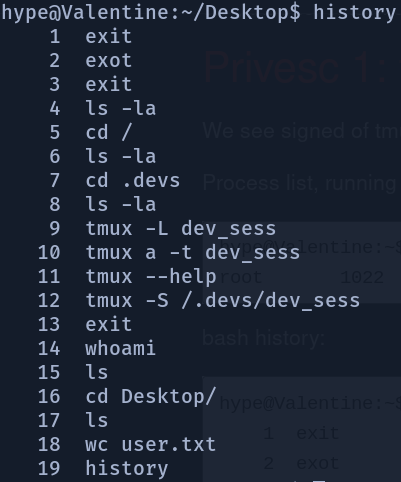 hype@Valentine:~/Desktop$ history
1 exit
2 exot
3 exit
4 ls -la
5 cd /
6 ls -la
7 cd .devs
8 ls -la
9 tmux -L dev_sess
10 tmux a -t dev_sess
11 tmux --help
12 tmux -S /.devs/dev_sess
13 exit
14 whoami
15 ls
16 cd Desktop/
17 ls
18 wc user.txt
19 history
Privesc 1:
We see signed of tm
Process list, running
hype@Valentine:~$
root 1022
bash history:
hype@Valentine:~$
1 exit
2 exot